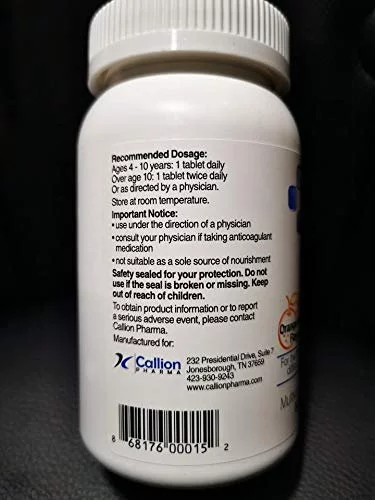 Recommended Dosage:
Ages 4 - 10 years: 1 tablet daily
Over age 10: 1 tablet twice daily
Or as directed by a physician.
Store at room temperature.
Important Notice:
• use under the direction of a physician
• consult your physician if taking anticoagulant
medication
• not suitable as a sole source of nourishment
Safety sealed for your protection. Do not
use if the seal is broken or missing. Keep
out of reach of children.
To obtain product information or to report
a serious adverse event, please contact
Callion Pharma.
Manufactured for:
Callion
PHARMA
232 Presidential Drive, Suite 7
Jonesborough, TN 37659
423-930-9243
www.callionpharma.com
8 68176 00015 2
Orange